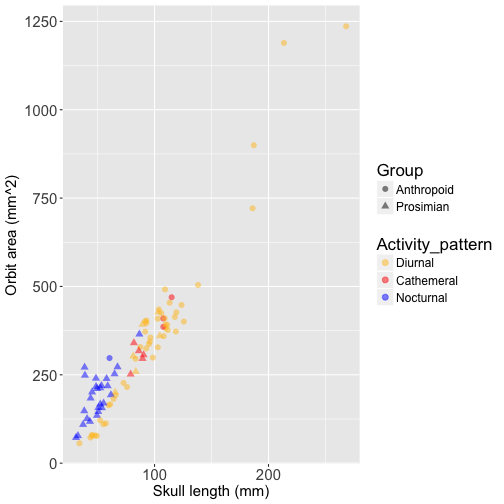 1250
1000
750
500
250
0
Orbit area (mm^2)
100
200
Skull length (mm)
Group
Anthropoid
Prosimian
Activity_pattern
Diurnal
Cathemeral
Nocturnal